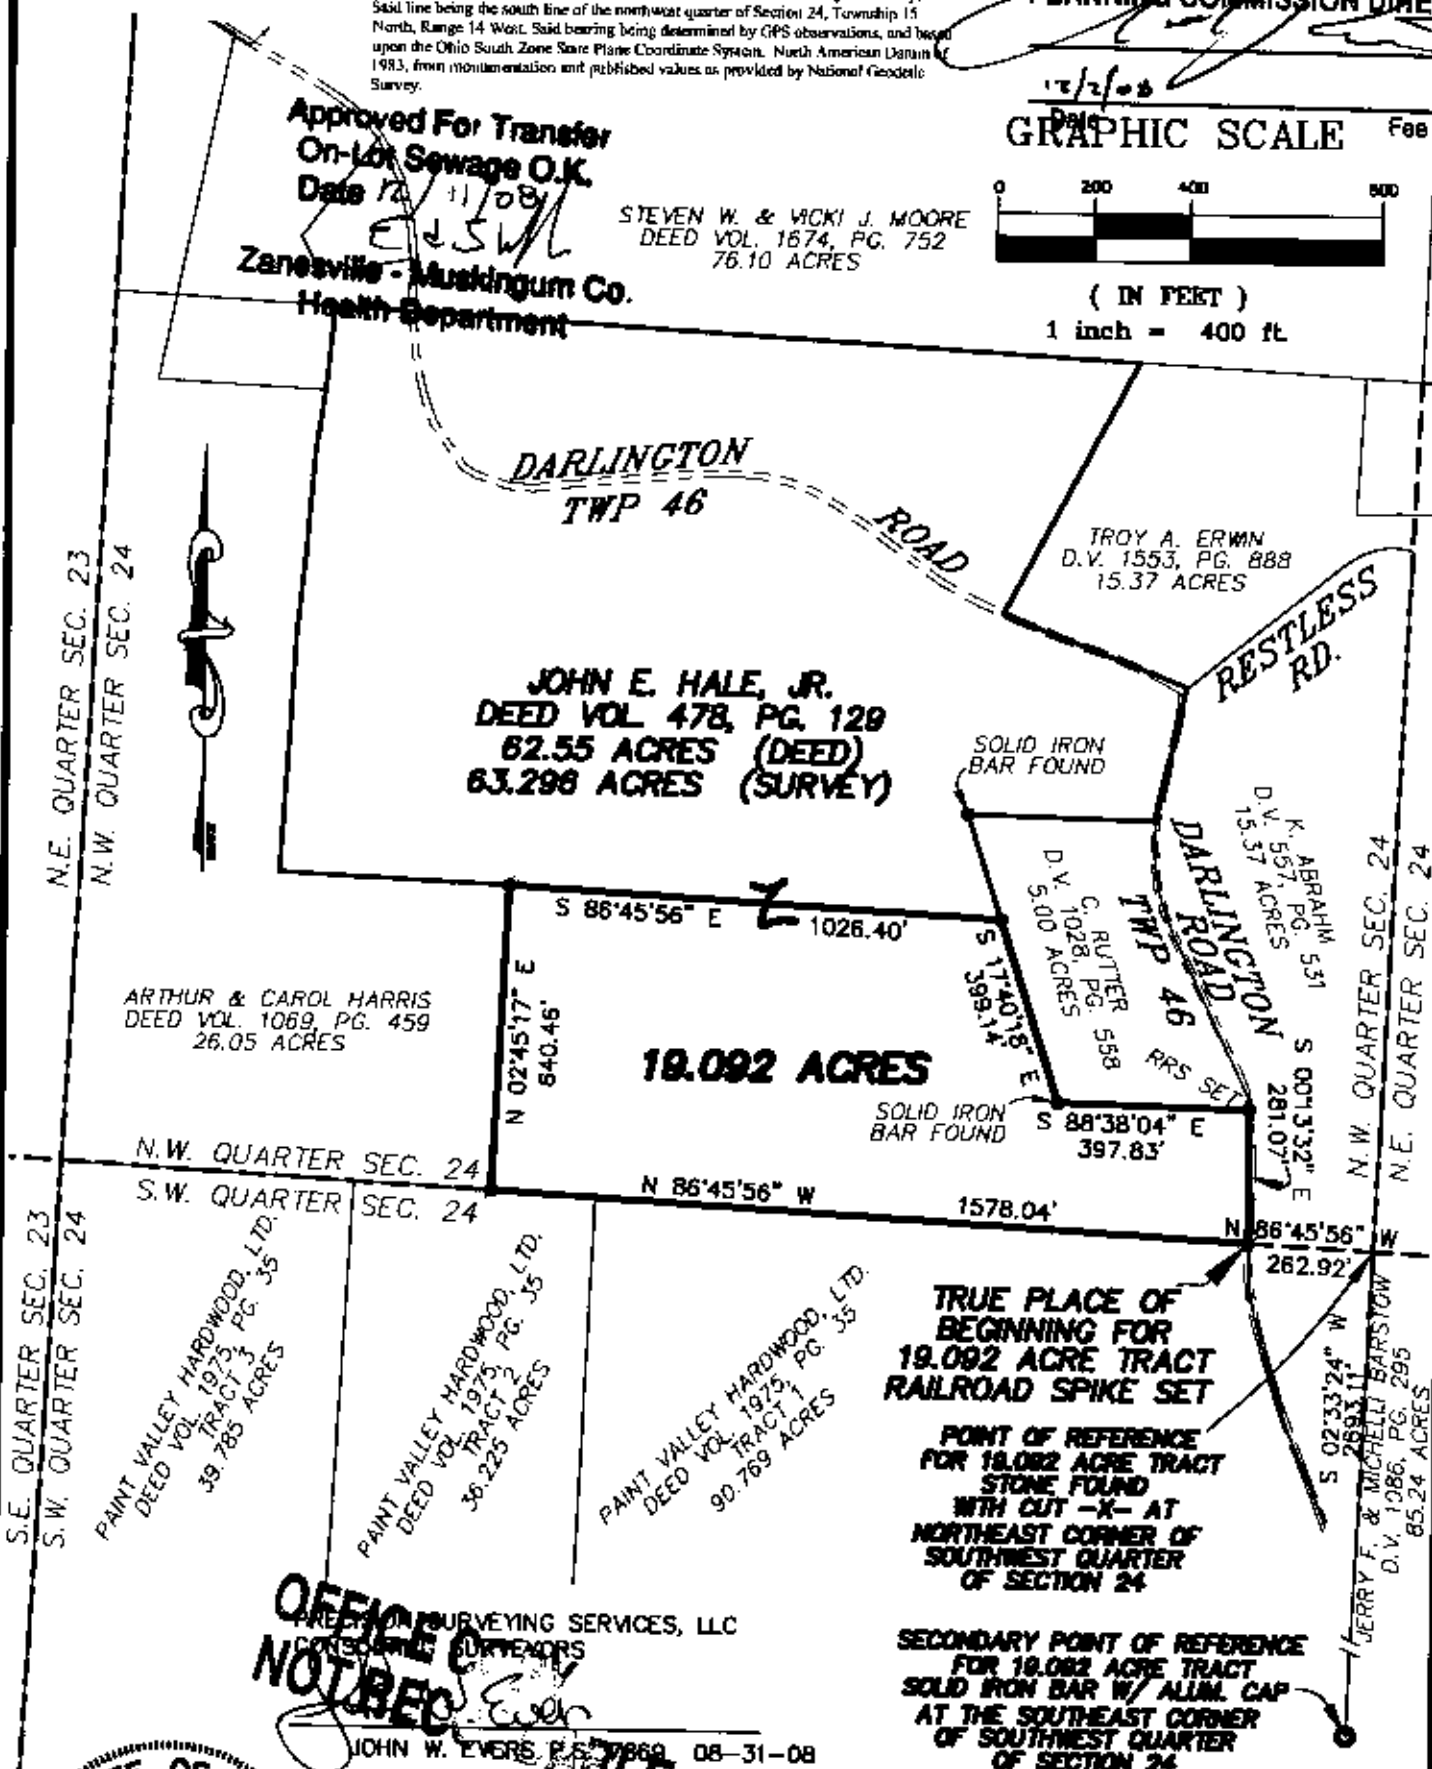 Said line being the south line of the northwest quarter of Section 24, Township 15
North, Range 14 West. Said bearing being determined by GPS observations, and based
upon the Ohio South Zone State Plane Coordinate System. North American Datum of
1983, from monumentation and published values as provided by National Geodetic
Survey.
PLANNING COMMISSION
12/2/08
Date
Fee
GRAPHIC SCALE
0 200 400 800
( IN FEET )
1 inch = 400 ft.
Approved For Transfer
On-Lot Sewage O.K.
Date 12 11 08
Zanesville - Muskingum Co.
Health Department
STEVEN W. & VICKI J. MOORE
DEED VOL. 1674, PG. 752
76.10 ACRES
DARLINGTON
TWP 46
ROAD
TROY A. ERWIN
D.V. 1553, PG. 888
15.37 ACRES
RESTLESS
RD.
N.E. QUARTER SEC. 23
N.W. QUARTER SEC. 24
JOHN E. HALE, JR.
DEED VOL. 478, PG. 129
62.55 ACRES (DEED)
63.296 ACRES (SURVEY)
SOLID IRON
BAR FOUND
K. ABRAHM
D.V. 557, PG. 531
15.37 ACRES
DARLINGTON
ROAD
TWP 46
C. RUTTER
D.V. 1028, PG. 558
5.00 ACRES
N.W. QUARTER SEC. 24
N.E. QUARTER SEC. 24
S 86°45'56" E
1026.40'
S 17°40'18" E
399.14'
ARTHUR & CAROL HARRIS
DEED VOL. 1069, PG. 459
26.05 ACRES
N 02°45'17" E
640.46'
19.092 ACRES
RRS SET
S 00°13'32" E
281.07'
SOLID IRON
BAR FOUND
S 88°38'04" E
397.83'
N.W. QUARTER SEC. 24
S.W. QUARTER SEC. 24
N 86°45'56" W
1578.04'
N 86°45'56" W
262.92'
S.E. QUARTER SEC. 23
S.W. QUARTER SEC. 24
PAINT VALLEY HARDWOOD, LTD.
DEED VOL. 1975, PG. 35
TRACT 3
39.785 ACRES
PAINT VALLEY HARDWOOD, LTD.
DEED VOL. 1975, PG. 35
TRACT 2
36.225 ACRES
PAINT VALLEY HARDWOOD, LTD.
DEED VOL. 1975, PG. 35
TRACT 1
90.769 ACRES
TRUE PLACE OF
BEGINNING FOR
19.092 ACRE TRACT
RAILROAD SPIKE SET
POINT OF REFERENCE
FOR 19.092 ACRE TRACT
STONE FOUND
WITH CUT -X- AT
NORTHEAST CORNER OF
SOUTHWEST QUARTER
OF SECTION 24
S 02°33'24" W
2693.11'
JERRY F. & MICHELLI BARSTOW
D.V. 1086, PG. 295
85.24 ACRES
SECONDARY POINT OF REFERENCE
FOR 19.092 ACRE TRACT
SOLID IRON BAR W/ ALUM. CAP
AT THE SOUTHEAST CORNER
OF SOUTHWEST QUARTER
OF SECTION 24
OFFICE
NOT REC
PRECISION SURVEYING SERVICES, LLC
CONSULTING SURVEYORS
JOHN W. EVERS P.S. 7669 08-31-08